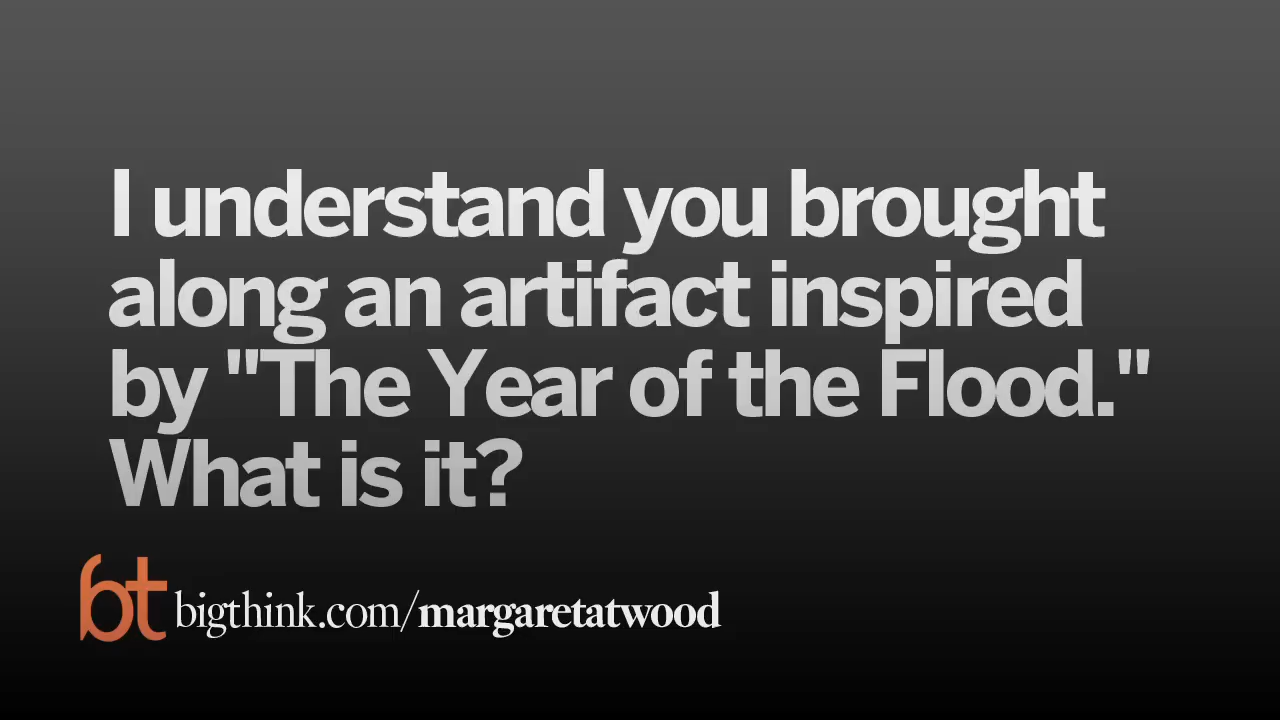 I understand you brought
along an artifact inspired
by "The Year of the Flood."
What is it?
bt bigthink.com/margaretatwood